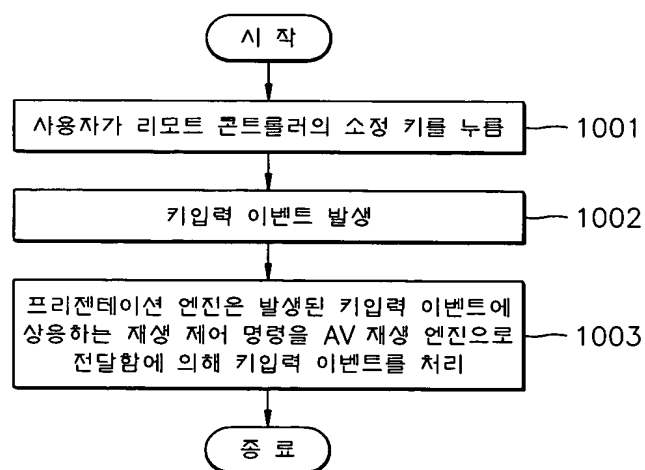 시 작
사용자가 리모트 콘트롤러의 소정 키를 누름
1001
키입력 이벤트 발생
1002
프리젠테이션 엔진은 발생된 키입력 이벤트에
상응하는 재생 제어 명령을 AV 재생 엔진으로
전달함에 의해 키입력 이벤트를 처리
1003
종 료